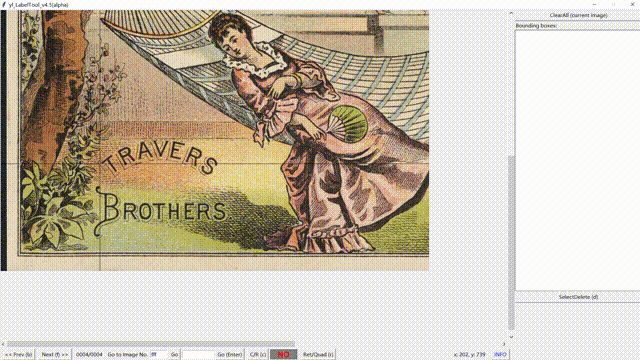 yl_LabelTool_v4.5(alpha)
ClearAll (current image)
Bounding boxes:
TRAVERS
BROTHERS
SelectDelete (d)
<< Prev (b) Next (f) >> 0004/0004 Go to Image No. fff Go Go (Enter) C/R (c) NO Ret/Quad (r) x: 202, y: 739 INFO